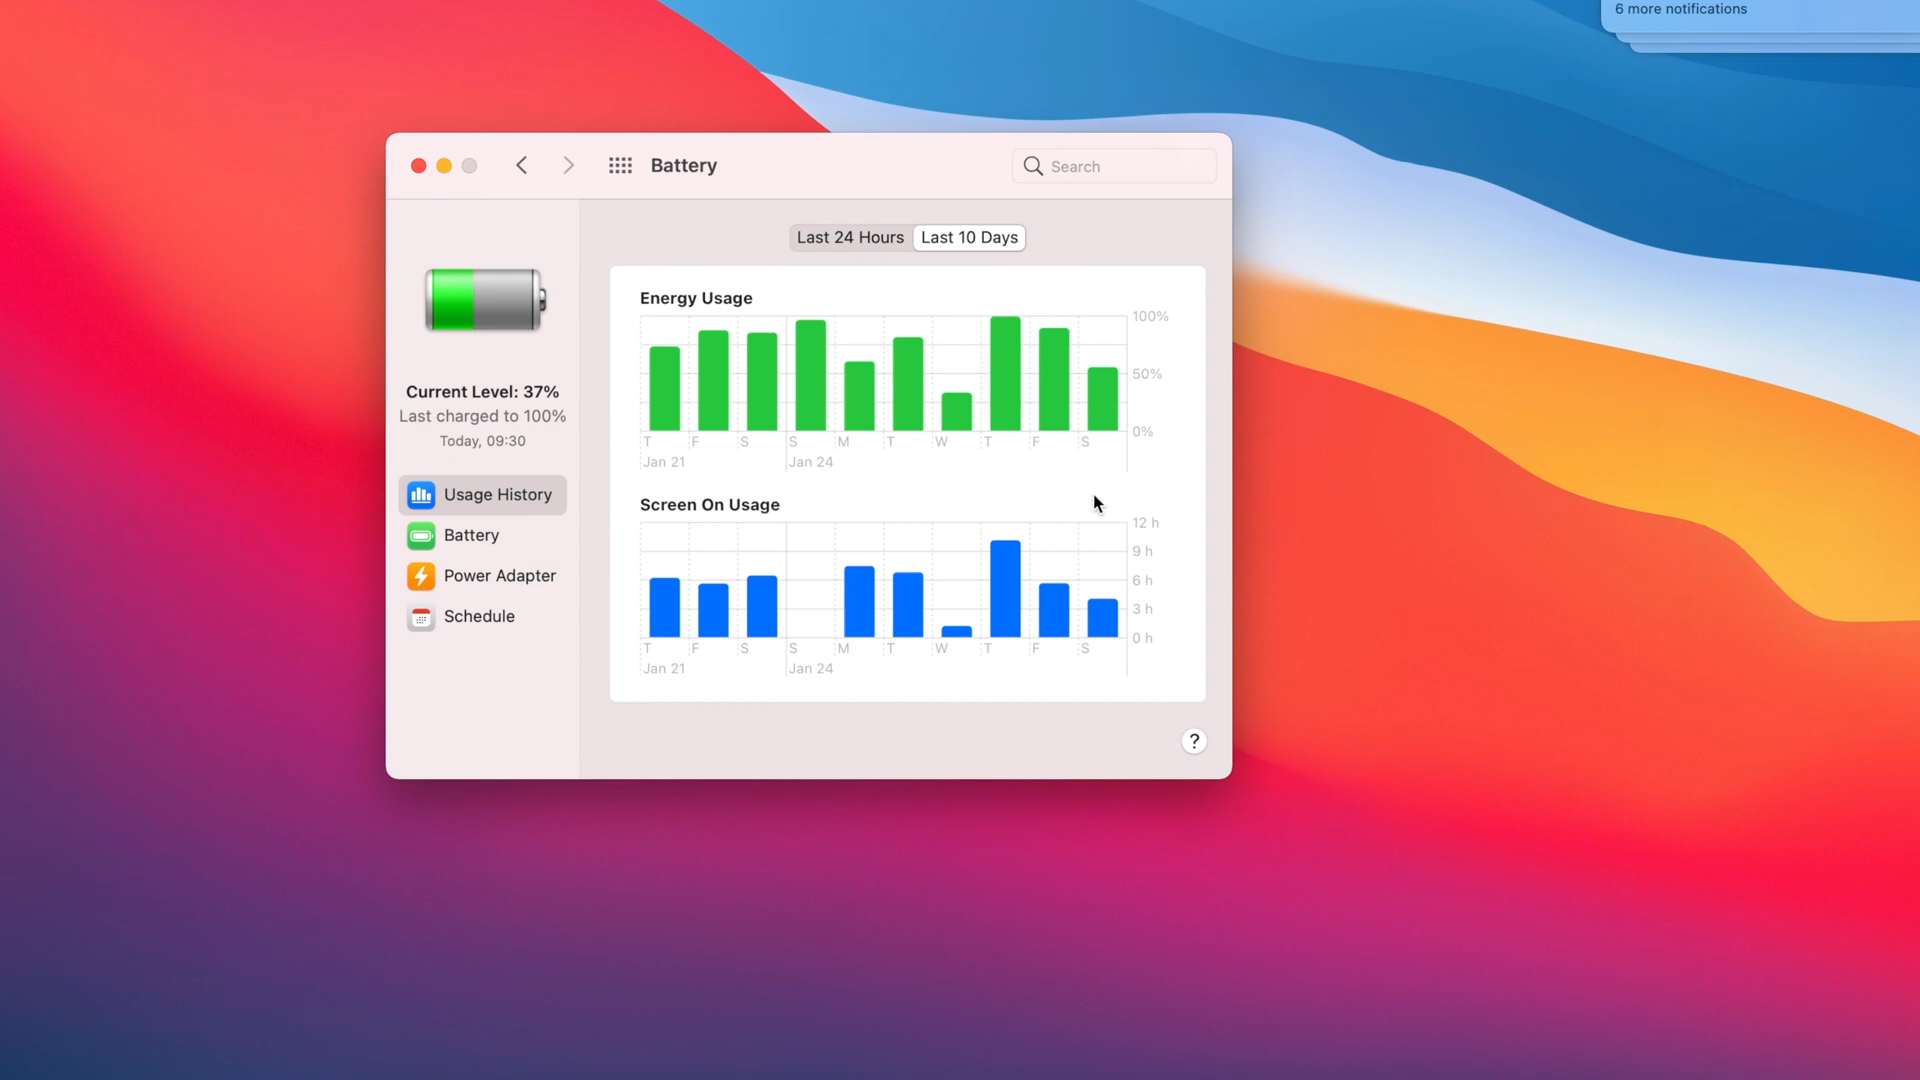 6 more notifications
Battery
Search
Last 24 Hours
Last 10 Days
Current Level: 37%
Last charged to 100%
Today, 09:30
Usage History
Battery
Power Adapter
Schedule
Energy Usage
100%
50%
0%
T F S S M T W T F S
Jan 21 Jan 24
Screen On Usage
12 h
9 h
6 h
3 h
0 h
T F S S M T W T F S
Jan 21 Jan 24
?